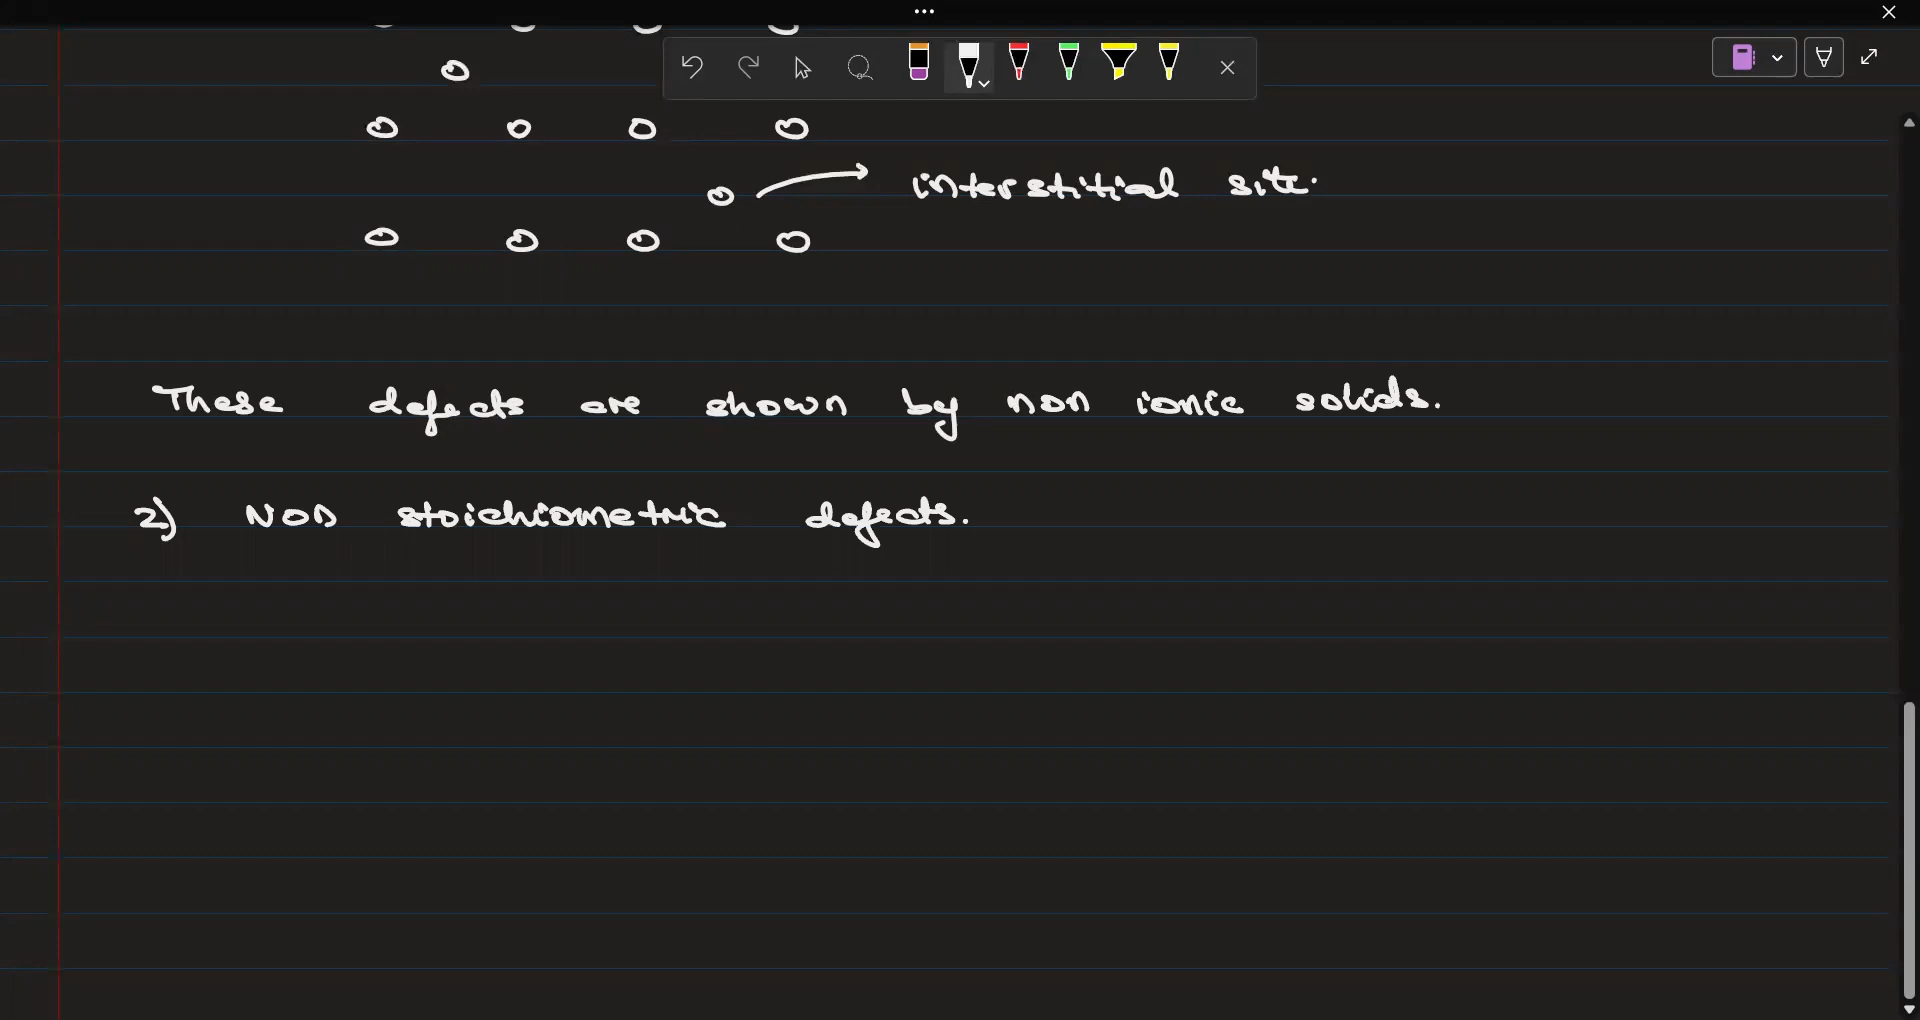 interstitial site.
These defects are shown by non ionic solids.
2) Non stoichiometric defects.